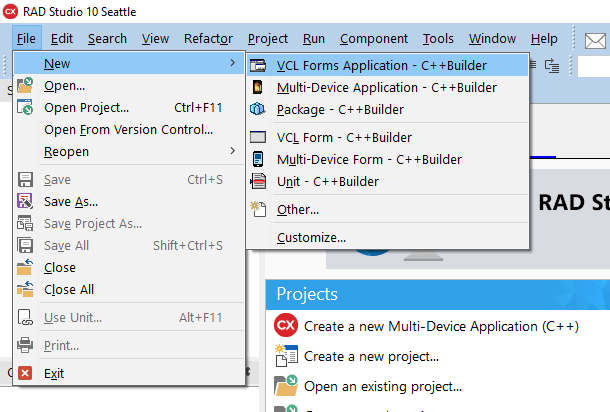 RAD Studio 10 Seattle
File Edit Search View Refactor Project Run Component Tools Window Help
New
Open...
Open Project... Ctrl+F11
Open From Version Control...
Reopen
Save Ctrl+S
Save As...
Save Project As...
Save All Shift+Ctrl+S
Close
Close All
Use Unit... Alt+F11
Print...
Exit
VCL Forms Application - C++Builder
Multi-Device Application - C++Builder
Package - C++Builder
VCL Form - C++Builder
Multi-Device Form - C++Builder
Unit - C++Builder
Other...
Customize...
RAD St
Projects
CX Create a new Multi-Device Application (C++)
Create a new project...
Open an existing project...